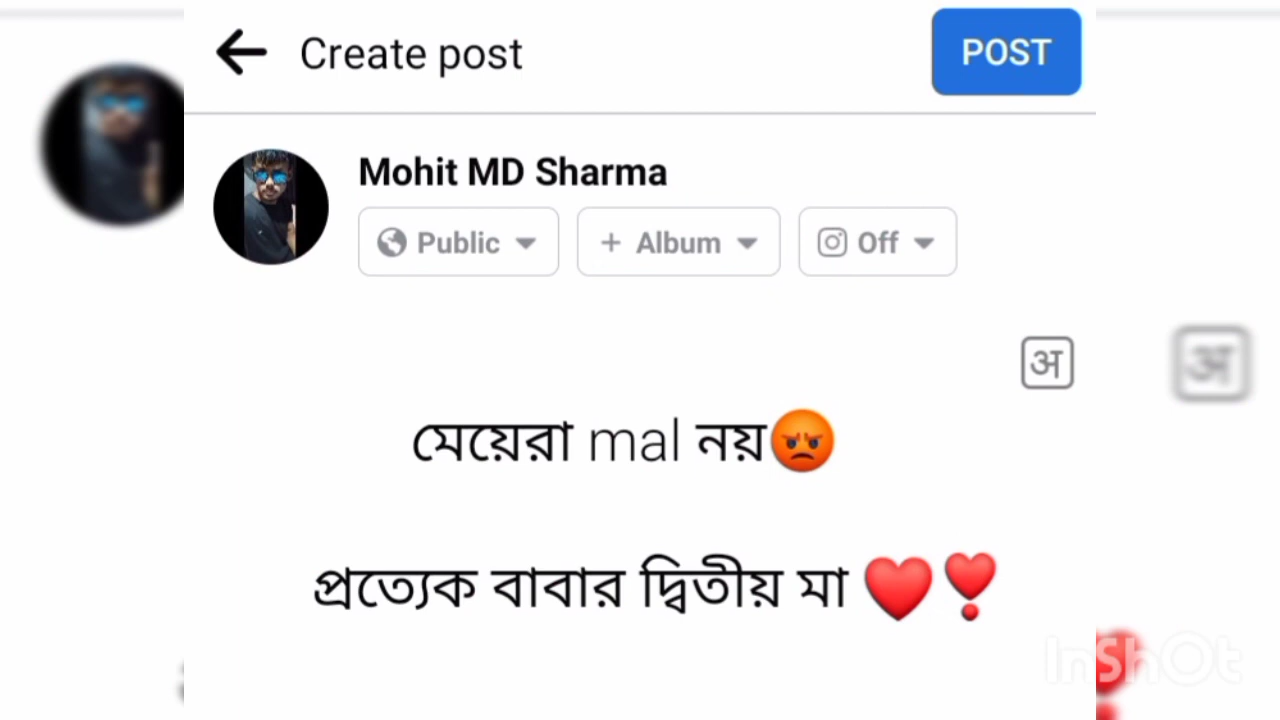 Create post
POST
Mohit MD Sharma
Public
+ Album
Off
अ
মেয়েরা mal নয়😡
প্রত্যেক বাবার দ্বিতীয় মা ❤️❣️
InShOt